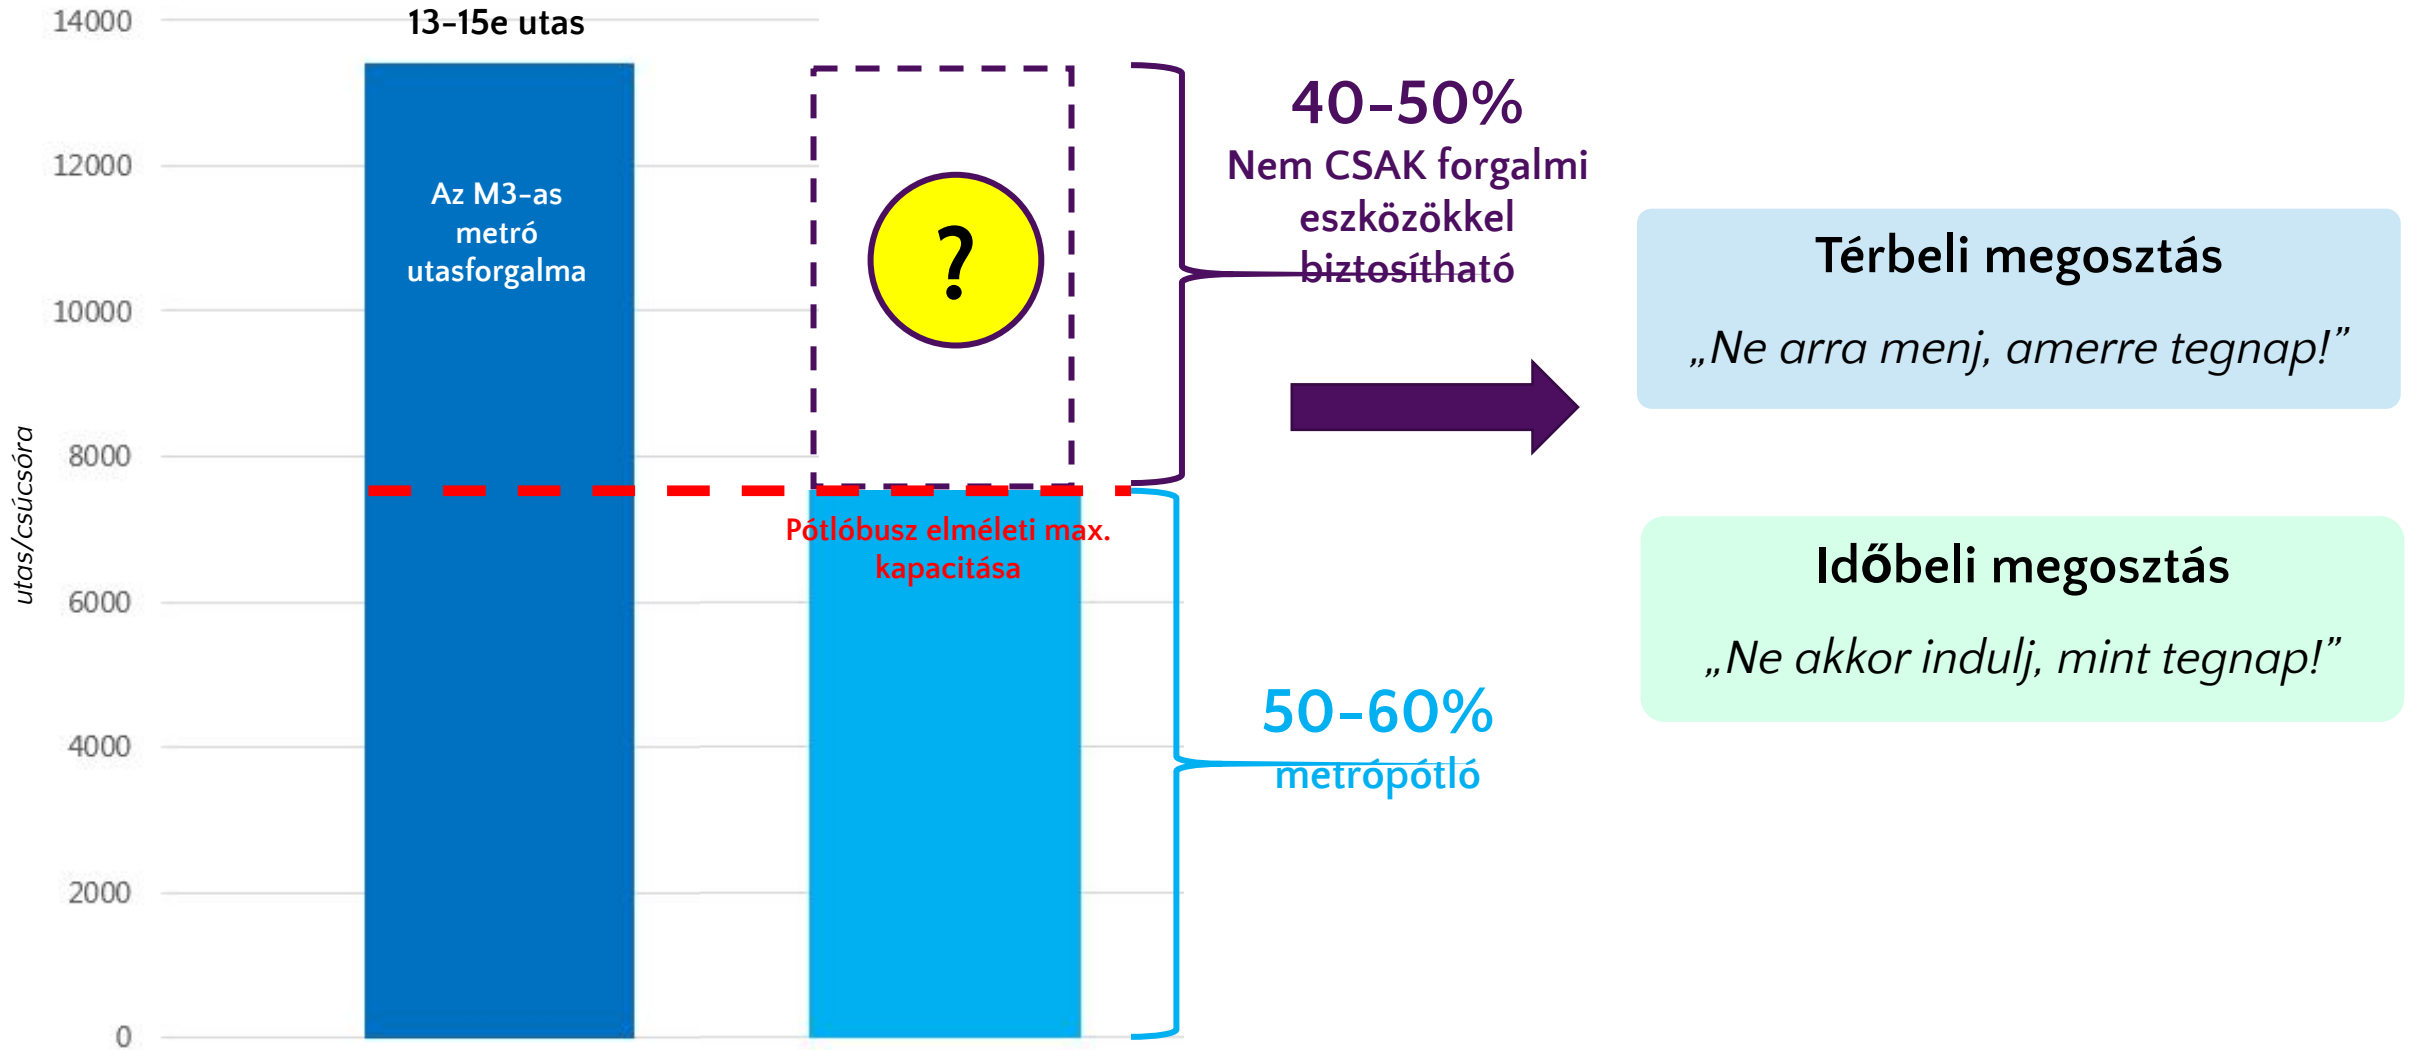 14000
12000
10000
8000
6000
4000
2000
0
utas/csúcsóra
13-15e utas
Az M3-as
metró
utasforgalma
?
Pótlóbusz elméleti max.
kapacitása
40-50%
Nem CSAK forgalmi
eszközökkel
biztosítható
50-60%
metrópótló
Térbeli megosztás
„Ne arra menj, amerre tegnap!”
Időbeli megosztás
„Ne akkor indulj, mint tegnap!”